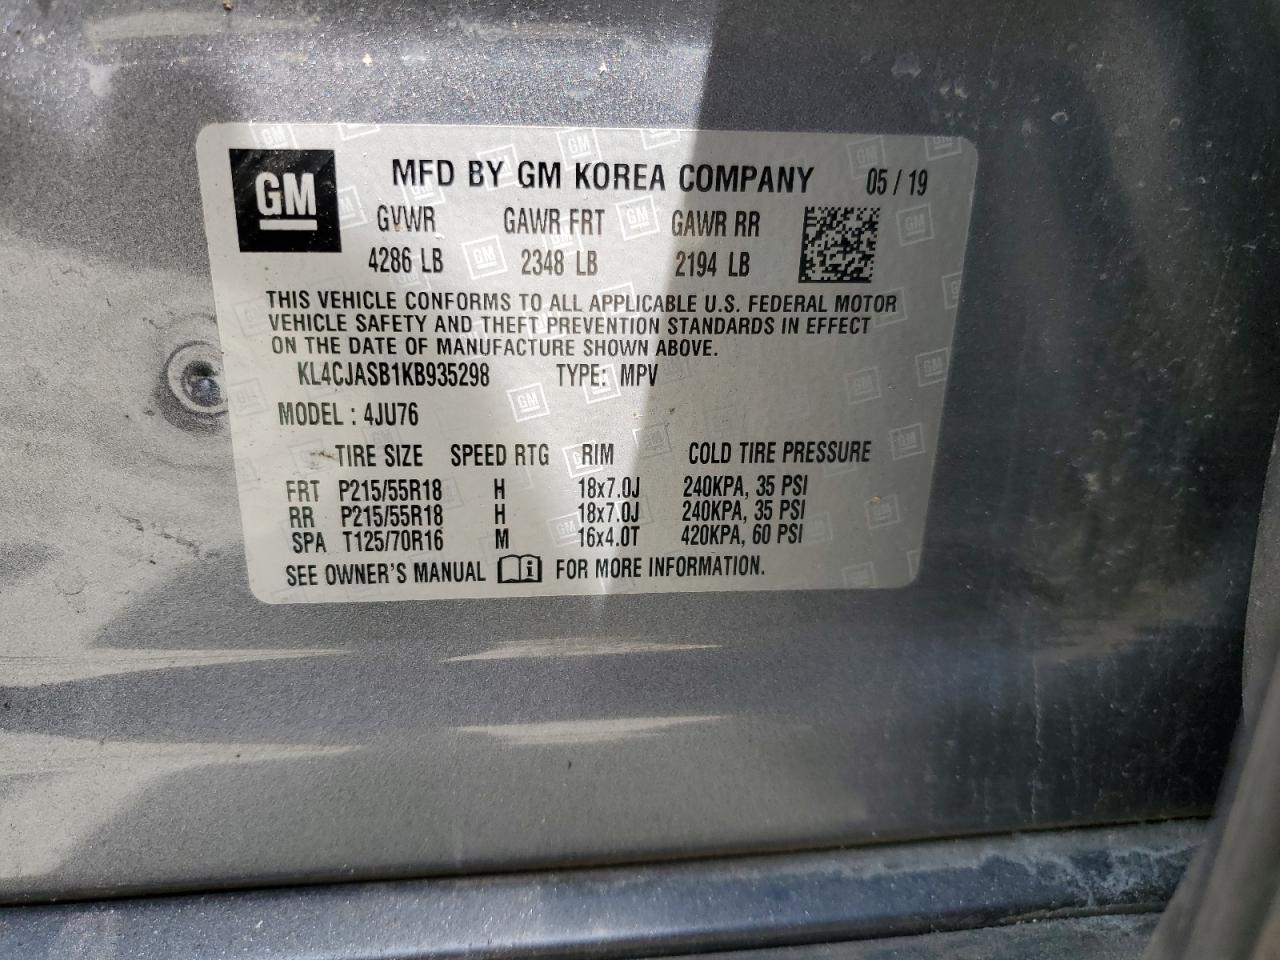 GM
MFD BY GM KOREA COMPANY 05 / 19
GVWR GAWR FRT GAWR RR
4286 LB 2348 LB 2194 LB
THIS VEHICLE CONFORMS TO ALL APPLICABLE U.S. FEDERAL MOTOR
VEHICLE SAFETY AND THEFT PREVENTION STANDARDS IN EFFECT
ON THE DATE OF MANUFACTURE SHOWN ABOVE.
KL4CJASB1KB935298 TYPE: MPV
MODEL : 4JU76
TIRE SIZE SPEED RTG RIM COLD TIRE PRESSURE
FRT P215/55R18 H 18x7.0J 240KPA, 35 PSI
RR P215/55R18 H 18x7.0J 240KPA, 35 PSI
SPA T125/70R16 M 16x4.0T 420KPA, 60 PSI
SEE OWNER'S MANUAL i FOR MORE INFORMATION.